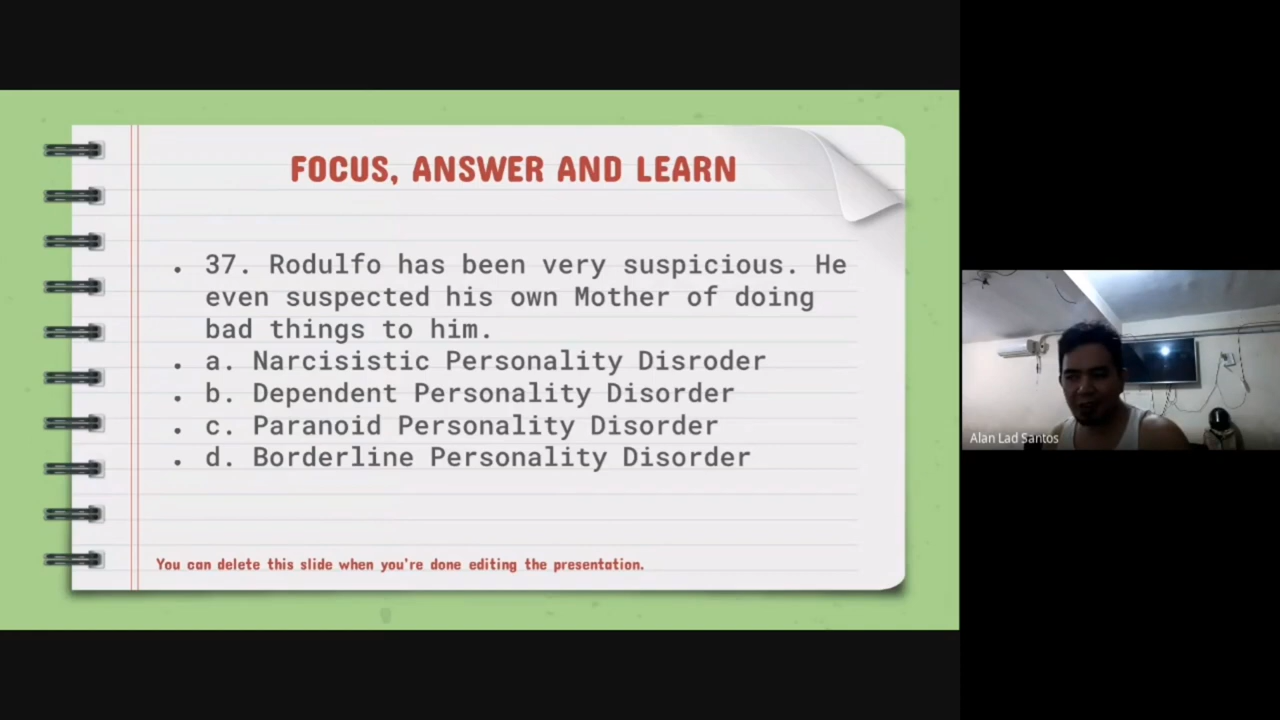 FOCUS, ANSWER AND LEARN
• 37. Rodulfo has been very suspicious. He
even suspected his own Mother of doing
bad things to him.
• a. Narcisistic Personality Disroder
• b. Dependent Personality Disorder
• c. Paranoid Personality Disorder
• d. Borderline Personality Disorder
You can delete this slide when you're done editing the presentation.
Alan Lad Santos